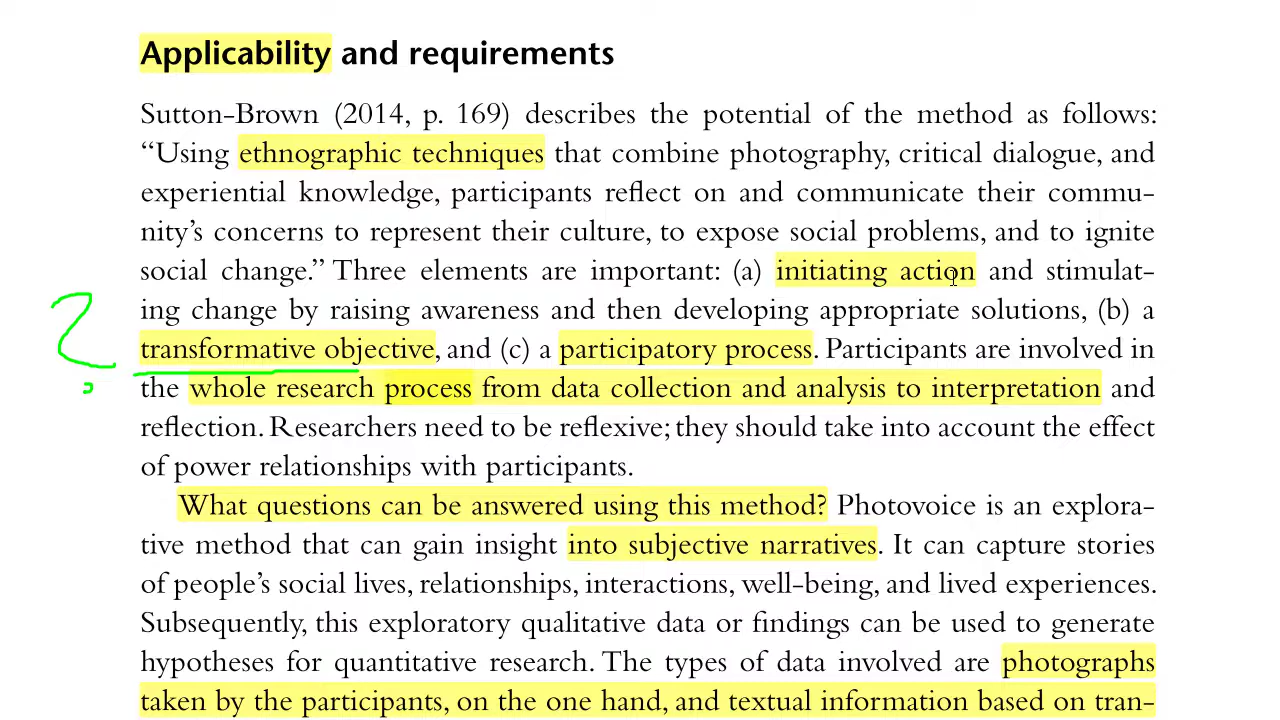 Applicability and requirements
Sutton-Brown (2014, p. 169) describes the potential of the method as follows:
“Using ethnographic techniques that combine photography, critical dialogue, and
experiential knowledge, participants reflect on and communicate their commu-
nity’s concerns to represent their culture, to expose social problems, and to ignite
social change.” Three elements are important: (a) initiating action and stimulat-
ing change by raising awareness and then developing appropriate solutions, (b) a
transformative objective, and (c) a participatory process. Participants are involved in
the whole research process from data collection and analysis to interpretation and
reflection. Researchers need to be reflexive; they should take into account the effect
of power relationships with participants.
What questions can be answered using this method? Photovoice is an explora-
tive method that can gain insight into subjective narratives. It can capture stories
of people’s social lives, relationships, interactions, well-being, and lived experiences.
Subsequently, this exploratory qualitative data or findings can be used to generate
hypotheses for quantitative research. The types of data involved are photographs
taken by the participants, on the one hand, and textual information based on tran-